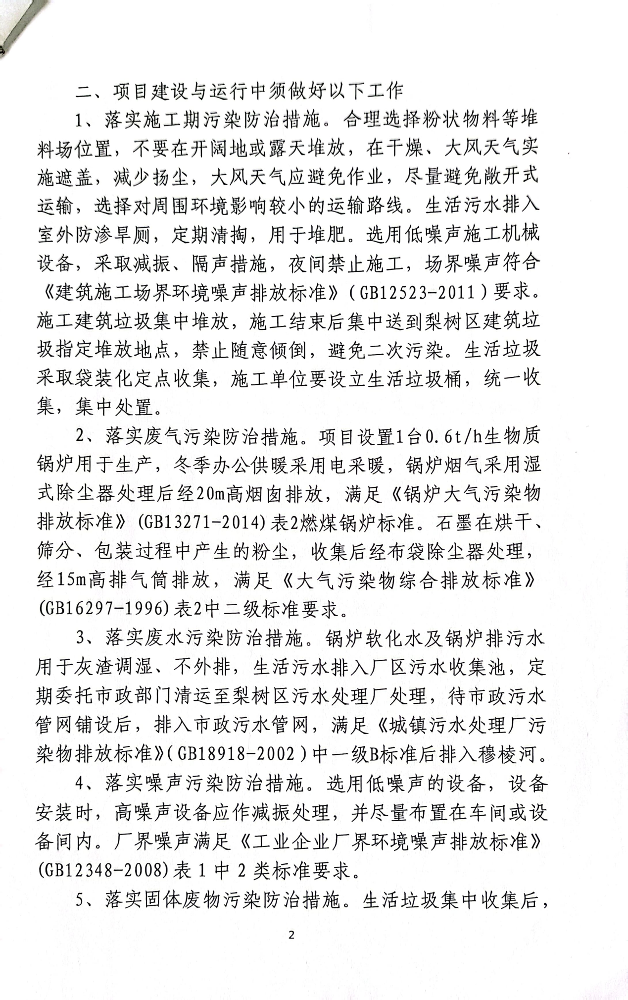 二、项目建设与运行中须做好以下工作
1、落实施工期污染防治措施。合理选择粉状物料等堆
料场位置，不要在开阔地或露天堆放，在干燥、大风天气实
施遮盖，减少扬尘，大风天气应避免作业，尽量避免敞开式
运输，选择对周围环境影响较小的运输路线。生活污水排入
室外防渗旱厕，定期清掏，用于堆肥。选用低噪声施工机械
设备，采取减振、隔声措施，夜间禁止施工，场界噪声符合
《建筑施工场界环境噪声排放标准》(GB12523-2011)要求。
施工建筑垃圾集中堆放，施工结束后集中送到梨树区建筑垃
圾指定堆放地点，禁止随意倾倒，避免二次污染。生活垃圾
采取袋装化定点收集，施工单位要设立生活垃圾桶，统一收
集，集中处置。
2、落实废气污染防治措施。项目设置1台0.6t/h生物质
锅炉用于生产，冬季办公供暖采用电采暖，锅炉烟气采用湿
式除尘器处理后经20m高烟囱排放，满足《锅炉大气污染物
排放标准》(GB13271-2014)表2燃煤锅炉标准。石墨在烘干、
筛分、包装过程中产生的粉尘，收集后经布袋除尘器处理，
经15m高排气筒排放，满足《大气污染物综合排放标准》
(GB16297-1996)表2中二级标准要求。
3、落实废水污染防治措施。锅炉软化水及锅炉排污水
用于灰渣调湿、不外排，生活污水排入厂区污水收集池，定
期委托市政部门清运至梨树区污水处理厂处理，待市政污水
管网铺设后，排入市政污水管网，满足《城镇污水处理厂污
染物排放标准》(GB18918-2002)中一级B标准后排入穆棱河。
4、落实噪声污染防治措施。选用低噪声的设备，设备
安装时，高噪声设备应作减振处理，并尽量布置在车间或设
备间内。厂界噪声满足《工业企业厂界环境噪声排放标准》
(GB12348-2008)表 1 中 2 类标准要求。
5、落实固体废物污染防治措施。生活垃圾集中收集后，
2